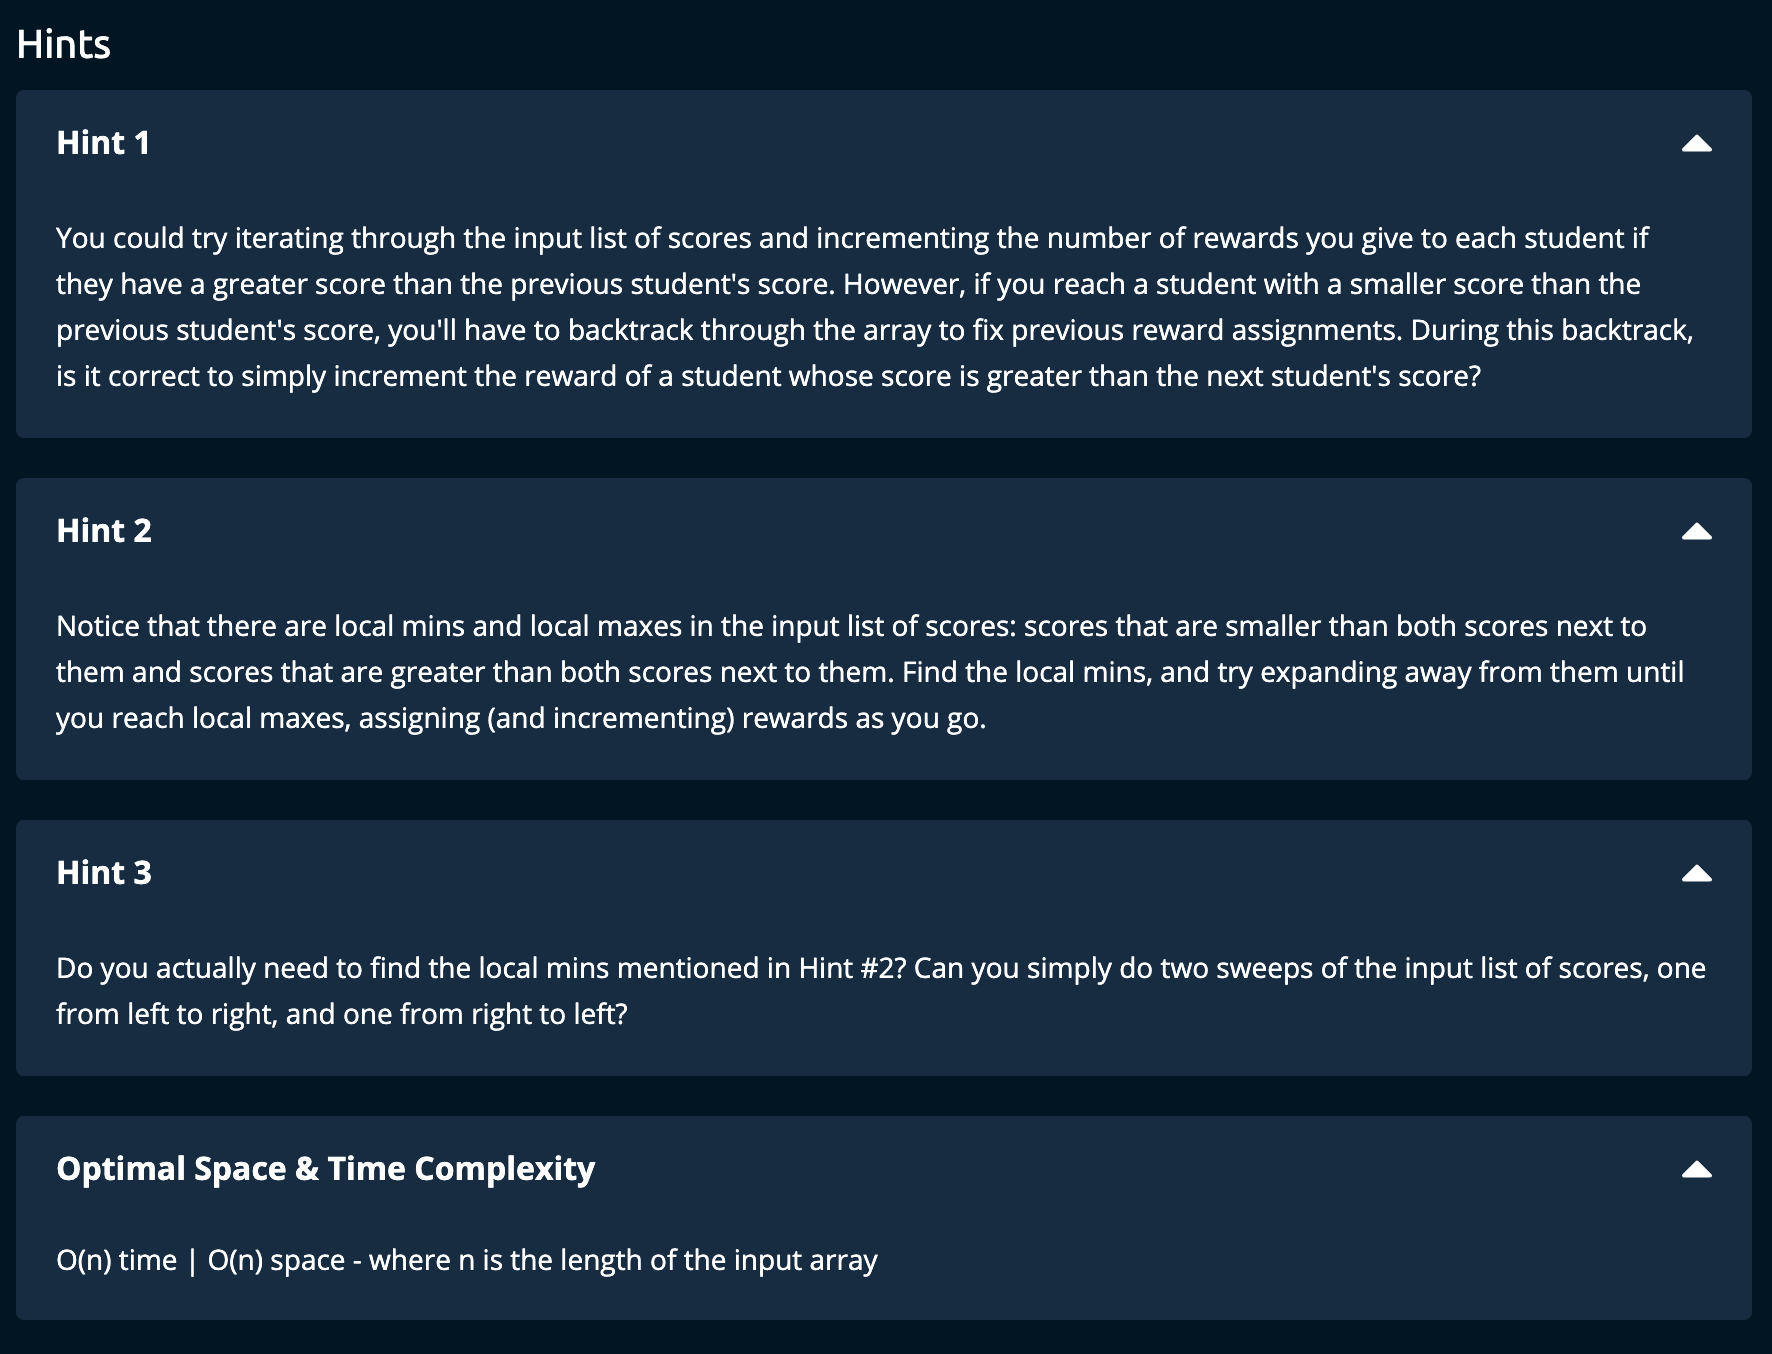 Hints
Hint 1
You could try iterating through the input list of scores and incrementing the number of rewards you give to each student if
they have a greater score than the previous student's score. However, if you reach a student with a smaller score than the
previous student's score, you'll have to backtrack through the array to fix previous reward assignments. During this backtrack,
is it correct to simply increment the reward of a student whose score is greater than the next student's score?
Hint 2
Notice that there are local mins and local maxes in the input list of scores: scores that are smaller than both scores next to
them and scores that are greater than both scores next to them. Find the local mins, and try expanding away from them until
you reach local maxes, assigning (and incrementing) rewards as you go.
Hint 3
Do you actually need to find the local mins mentioned in Hint #2? Can you simply do two sweeps of the input list of scores, one
from left to right, and one from right to left?
Optimal Space & Time Complexity
O(n) time | O(n) space - where n is the length of the input array